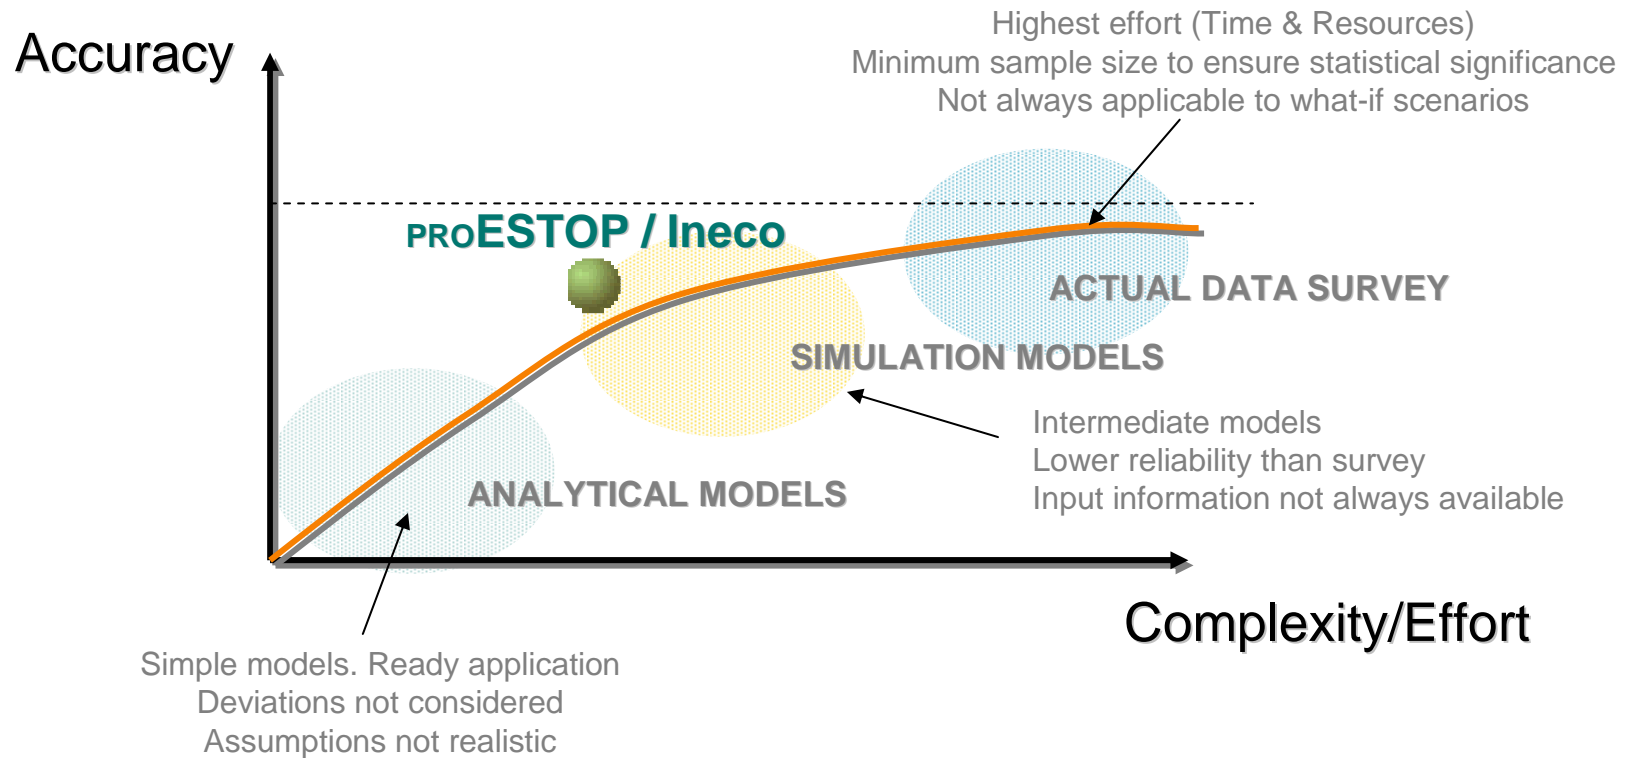 Accuracy
Highest effort (Time & Resources)
Minimum sample size to ensure statistical significance
Not always applicable to what-if scenarios
PROESTOP / Ineco
ACTUAL DATA SURVEY
SIMULATION MODELS
Intermediate models
Lower reliability than survey
Input information not always available
ANALYTICAL MODELS
Complexity/Effort
Simple models. Ready application
Deviations not considered
Assumptions not realistic